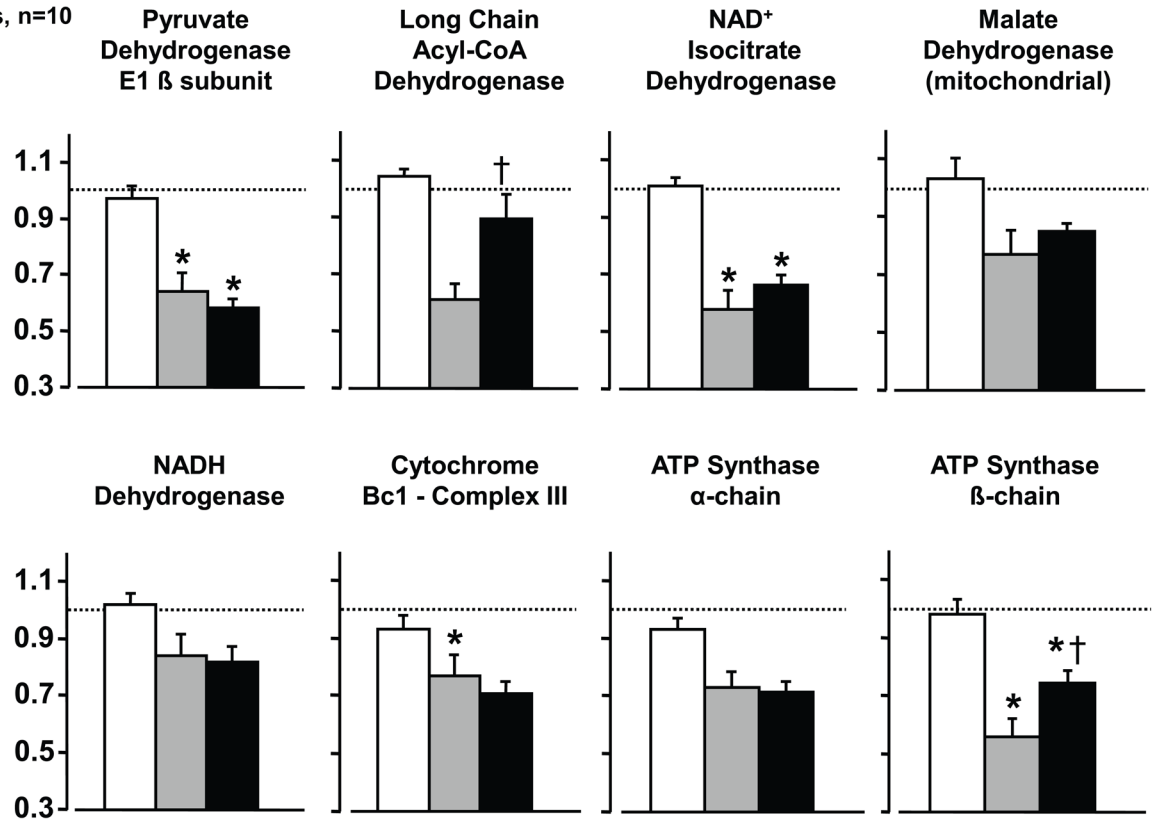 s, n=10
Pyruvate
Dehydrogenase
E1 ß subunit
Long Chain
Acyl-CoA
Dehydrogenase
NAD⁺
Isocitrate
Dehydrogenase
Malate
Dehydrogenase
(mitochondrial)
1.1
0.9
0.7
0.5
0.3
* *
†
* *
NADH
Dehydrogenase
Cytochrome
Bc1 - Complex III
ATP Synthase
α-chain
ATP Synthase
ß-chain
1.1
0.9
0.7
0.5
0.3
*
* *†